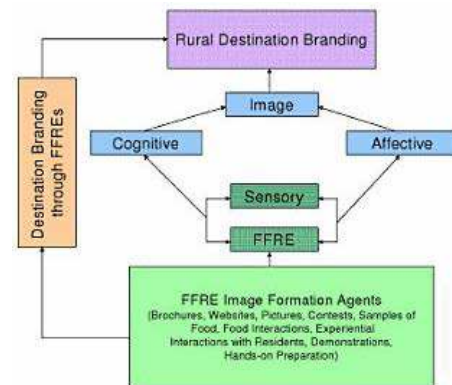 Rural Destination Branding
Image
Cognitive
Affective
Destination Branding
through FFREs
Sensory
FFRE
FFRE Image Formation Agents
(Brochures, Websites, Pictures, Contests, Samples of
Food, Food Interactions, Experiential
Interactions with Residents, Demonstrations,
Hands-on Preparation)